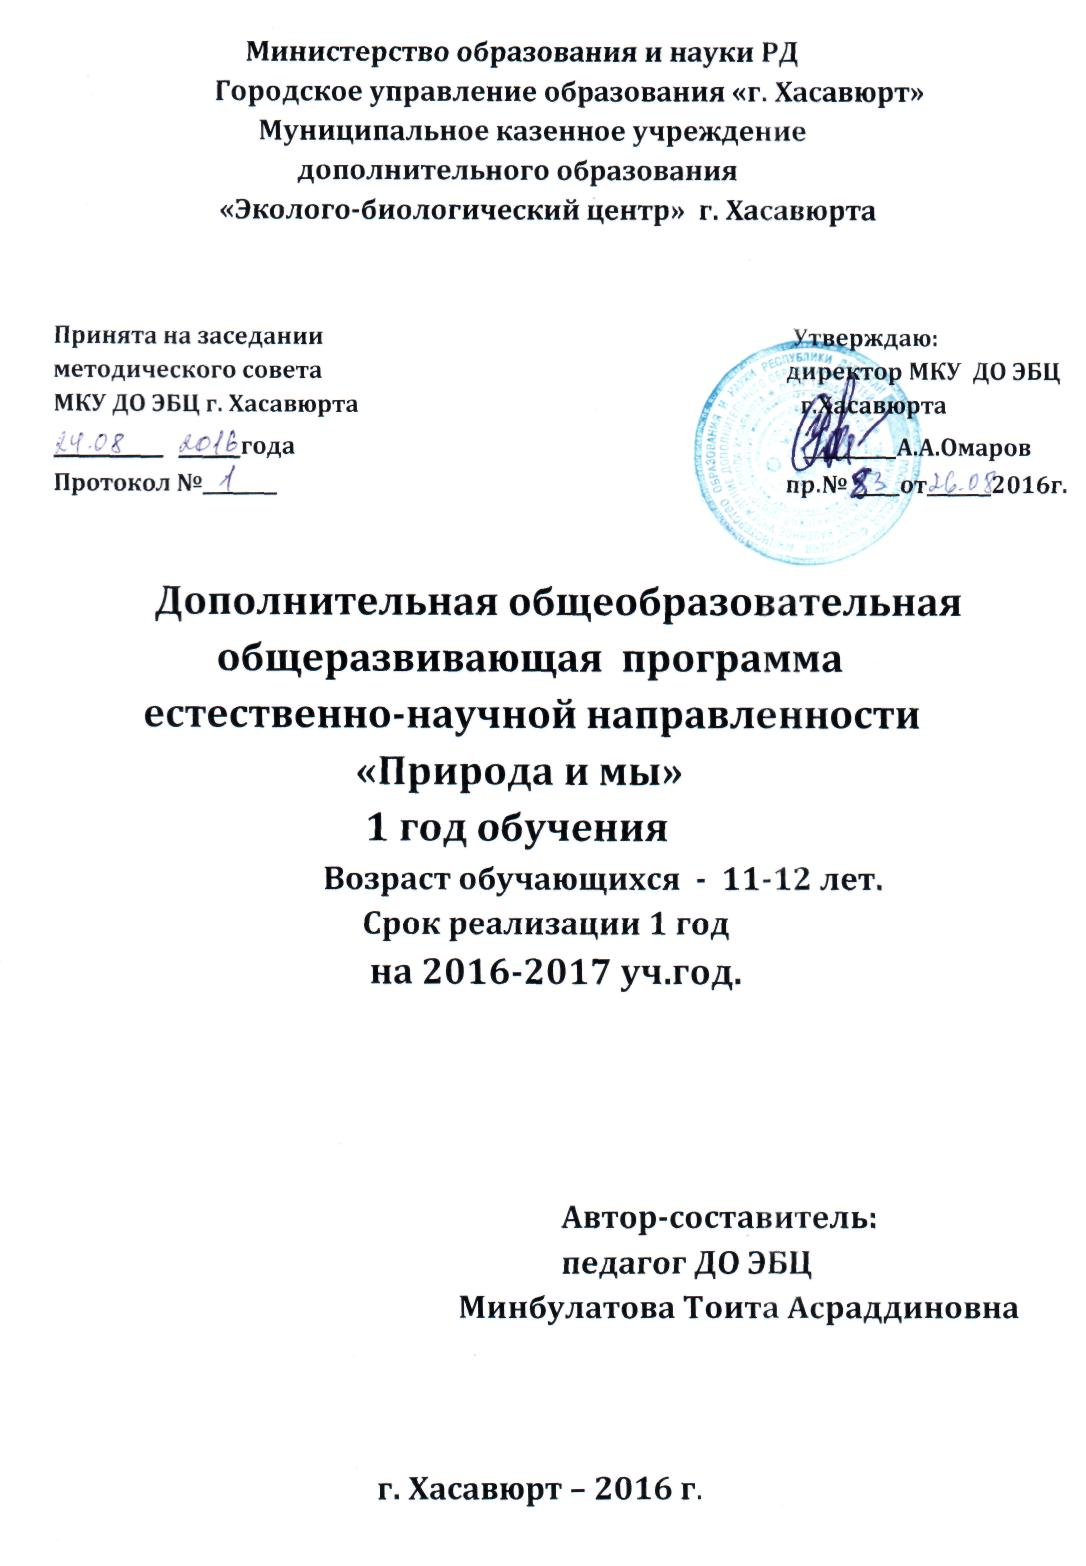 Министерство образования и науки РД
Городское управление образования «г. Хасавюрт»
Муниципальное казенное учреждение
дополнительного образования
«Эколого-биологический центр» г. Хасавюрта
Принята на заседании
методического совета
МКУ ДО ЭБЦ г. Хасавюрта
24.08 2016года
Протокол № 1
Утверждаю:
директор МКУ ДО ЭБЦ
г.Хасавюрта
А.А.Омаров
пр.№ 83 от 26.08 2016г.
Дополнительная общеобразовательная
общеразвивающая программа
естественно-научной направленности
«Природа и мы»
1 год обучения
Возраст обучающихся - 11-12 лет.
Срок реализации 1 год
на 2016-2017 уч.год.
Автор-составитель:
педагог ДО ЭБЦ
Минбулатова Тоита Асраддиновна
г. Хасавюрт – 2016 г.